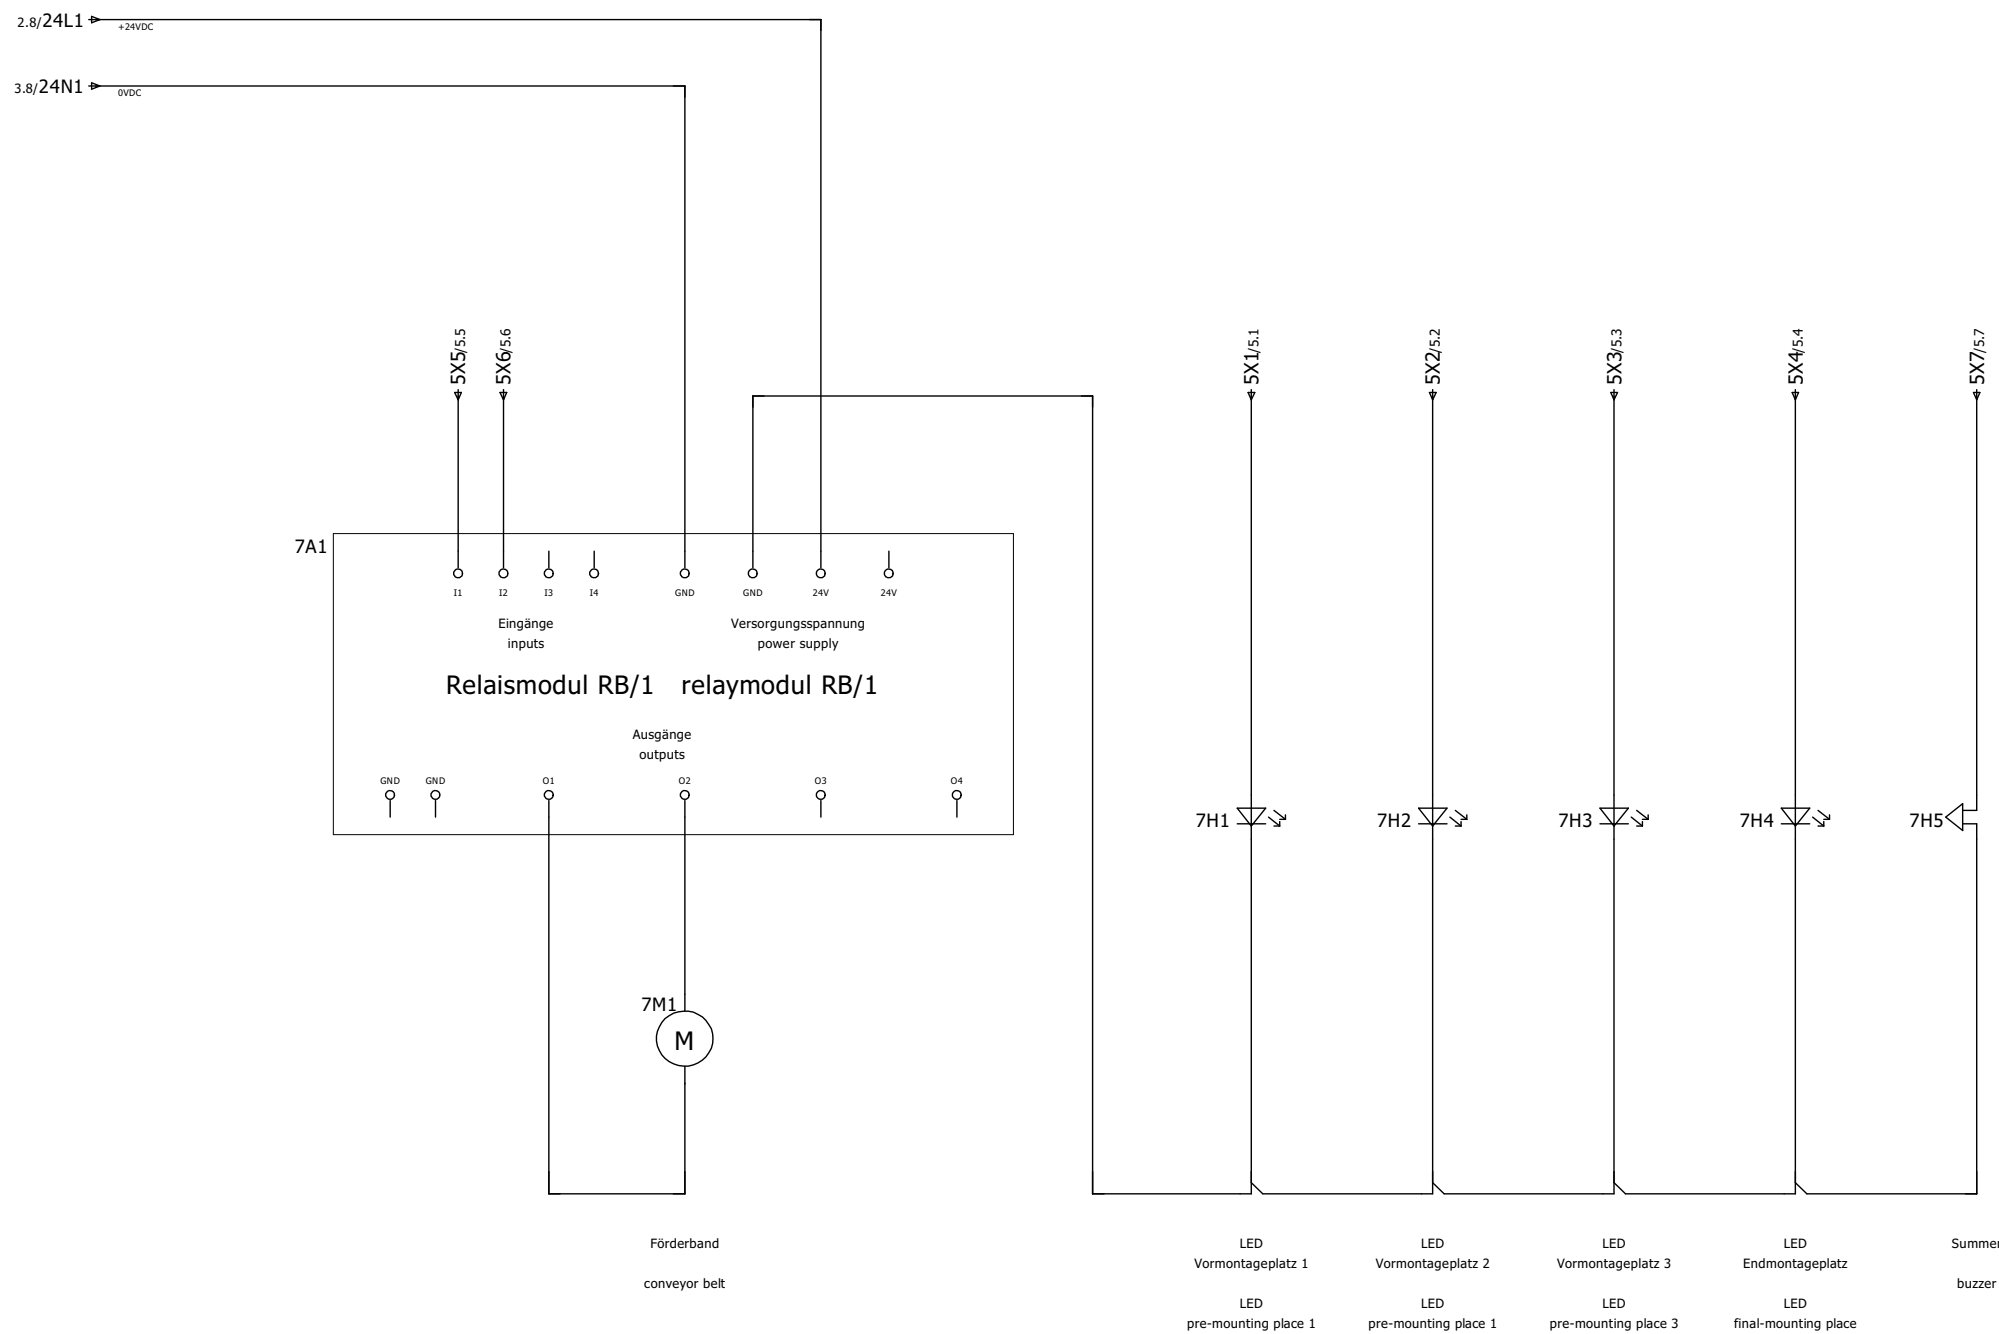 2.8/24L1
+24VDC
3.8/24N1
0VDC
5X5/5.5
5X6/5.6
5X1/5.1
5X2/5.2
5X3/5.3
5X4/5.4
5X7/5.7
7A1
I1 I2 I3 I4 GND GND 24V 24V
Eingänge
inputs
Versorgungsspannung
power supply
Relaismodul RB/1 relaymodul RB/1
Ausgänge
outputs
GND GND O1 O2 O3 O4
7H1
7H2
7H3
7H4
7H5
7M1
M
Förderband
conveyor belt
LED
Vormontageplatz 1
LED
pre-mounting place 1
LED
Vormontageplatz 2
LED
pre-mounting place 1
LED
Vormontageplatz 3
LED
pre-mounting place 3
LED
Endmontageplatz
LED
final-mounting place
Summer
buzzer